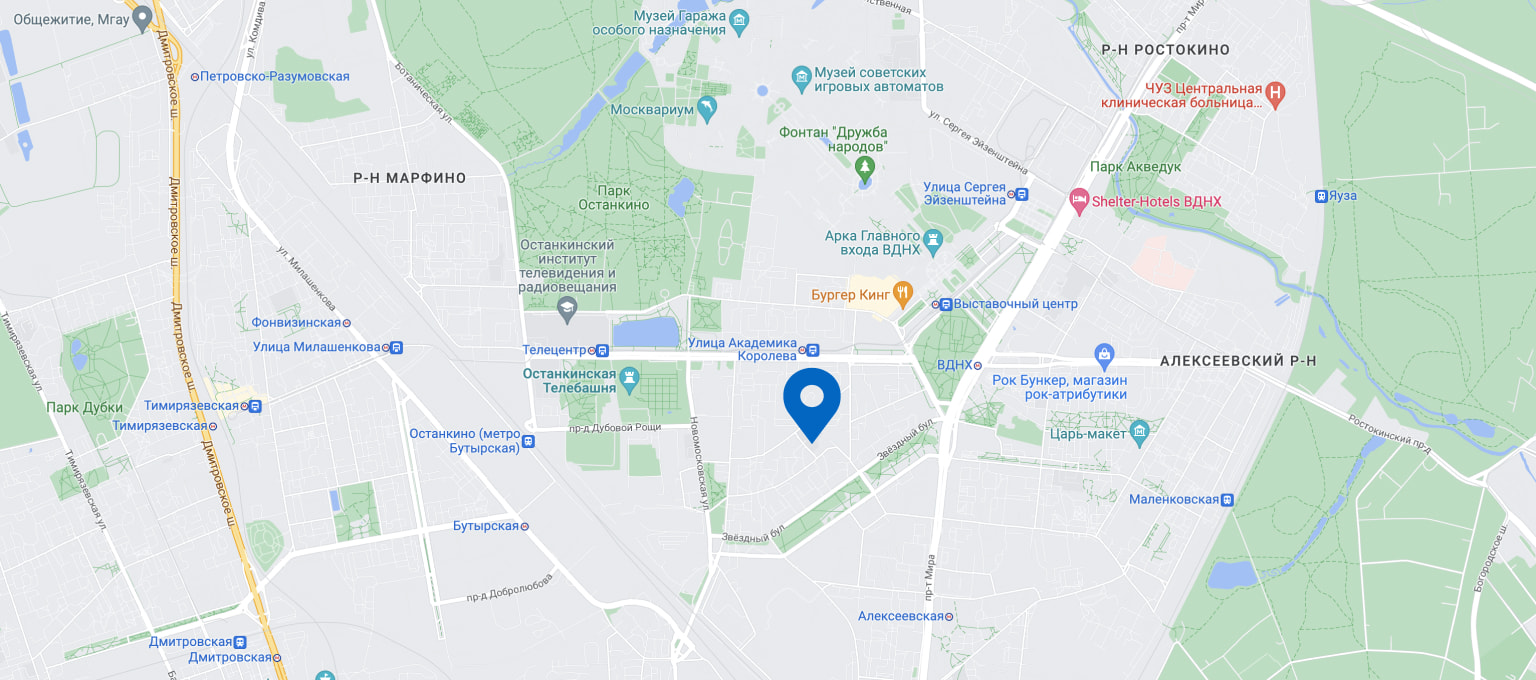 Общежитие, Мгау
ул. Комдива
Дмитровское ш.
Петровско-Разумовская
Ботаническая ул.
Музей Гаража
особого назначения
Музей советских
игровых автоматов
Москвариум
Фонтан "Дружба
народов"
ул. Сергея Эйзенштейна
пр-т Мира
Р-Н РОСТОКИНО
ЧУЗ Центральная
клиническая больница...
Парк Акведук
Улица Сергея
Эйзенштейна
Shelter-Hotels ВДНХ
Яуза
Р-Н МАРФИНО
Дмитровское ш.
Парк
Останкино
Арка Главного
входа ВДНХ
Останкинский
институт
телевидения и
радиовещания
ул. Милашенкова
Бургер Кинг
Выставочный центр
Дмитровское ш.
Тимирязевская ул.
Фонвизинская
Улица Милашенкова
Телецентр
Улица Академика
Королева
ВДНХ
АЛЕКСЕЕВСКИЙ Р-Н
Останкинская
Телебашня
Рок Бункер, магазин
рок-атрибутики
Парк Дубки
Тимирязевская
Тимирязевская
Останкино (метро
Бутырская)
пр-д Дубовой Рощи
Новомосковская ул.
Звёздный бул.
Царь-макет
Ростокинский пр-д
Дмитровское ш.
Тимирязевская ул.
Маленковская
Бутырская
Звёздный бул.
Богородское ш.
пр-д Добролюбова
пр-т Мира
Алексеевская
Дмитровская
Дмитровская